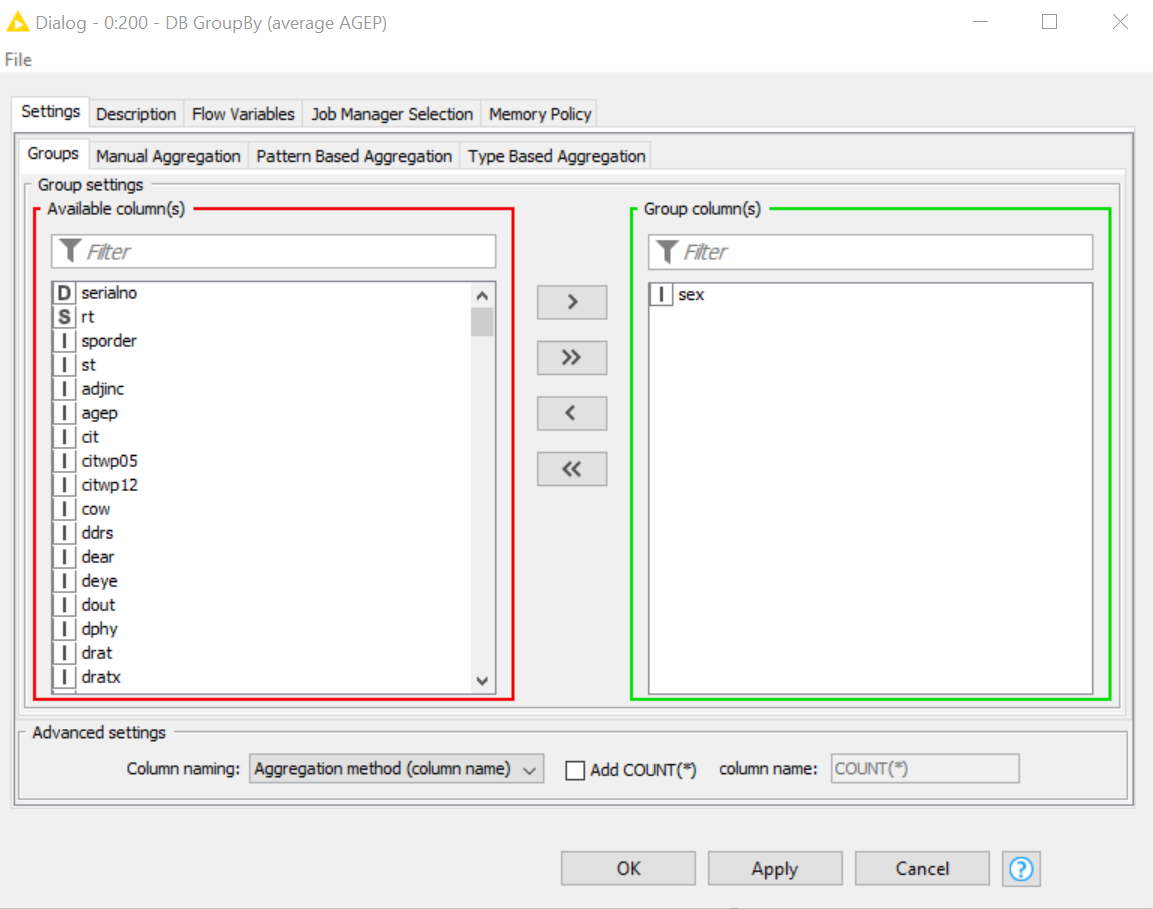 Dialog - 0:200 - DB GroupBy (average AGEP)
File
Settings Description Flow Variables Job Manager Selection Memory Policy
Groups Manual Aggregation Pattern Based Aggregation Type Based Aggregation
Group settings
Available column(s)
Filter
D serialno
S rt
I sporder
I st
I adjinc
I agep
I cit
I citwp05
I citwp12
I cow
I ddrs
I dear
I deye
I dout
I dphy
I drat
I dratx
>
>>
<
<<
Group column(s)
Filter
I sex
Advanced settings
Column naming: Aggregation method (column name) Add COUNT(*) column name: COUNT(*)
OK Apply Cancel ?